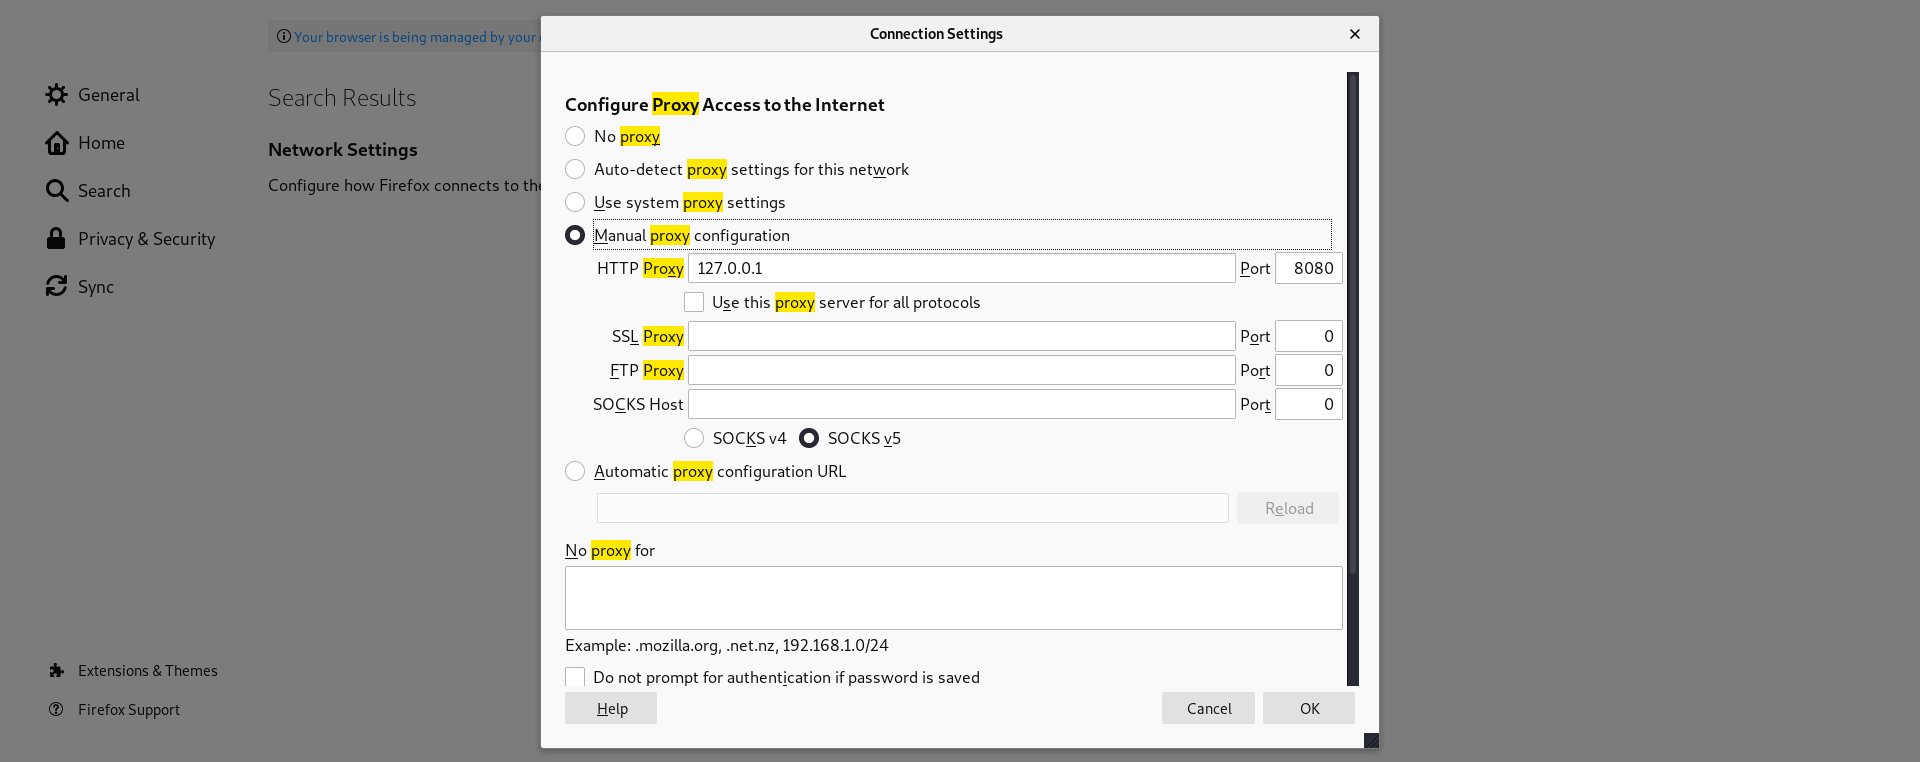 Connection Settings
Your browser is being managed by your
General
Home
Search
Privacy & Security
Sync
Extensions & Themes
Firefox Support
Search Results
Network Settings
Configure how Firefox connects to the
Configure Proxy Access to the Internet
No proxy
Auto-detect proxy settings for this network
Use system proxy settings
Manual proxy configuration
HTTP Proxy 127.0.0.1 Port 8080
Use this proxy server for all protocols
SSL Proxy Port 0
FTP Proxy Port 0
SOCKS Host Port 0
SOCKS v4 SOCKS v5
Automatic proxy configuration URL
Reload
No proxy for
Example: .mozilla.org, .net.nz, 192.168.1.0/24
Do not prompt for authentication if password is saved
Help Cancel OK